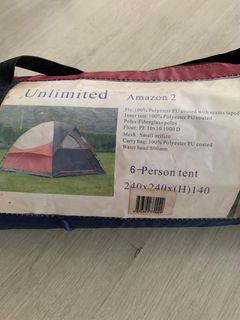 Unlimited
Amazon 2
Fly: 100% Polyester PU coated with seams taped
Inner tent: 100% Polyester PU coated
Poles: Fiberglass poles
Floor: PE 10x10 1000 D
Mesh: Small orifice
Carry bag: 100% Polyester PU coated
Water head 800mm
6-Person tent
240x240x(H)140